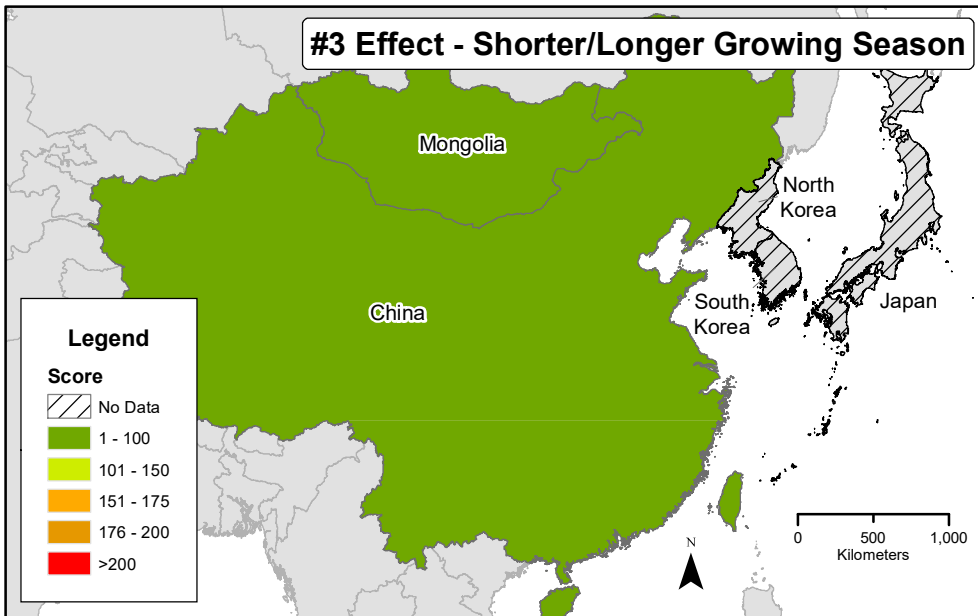 #3 Effect - Shorter/Longer Growing Season
Mongolia
North
Korea
China
South
Korea
Japan
Legend
Score
No Data
1 - 100
101 - 150
151 - 175
176 - 200
>200
N
0 500 1,000
Kilometers